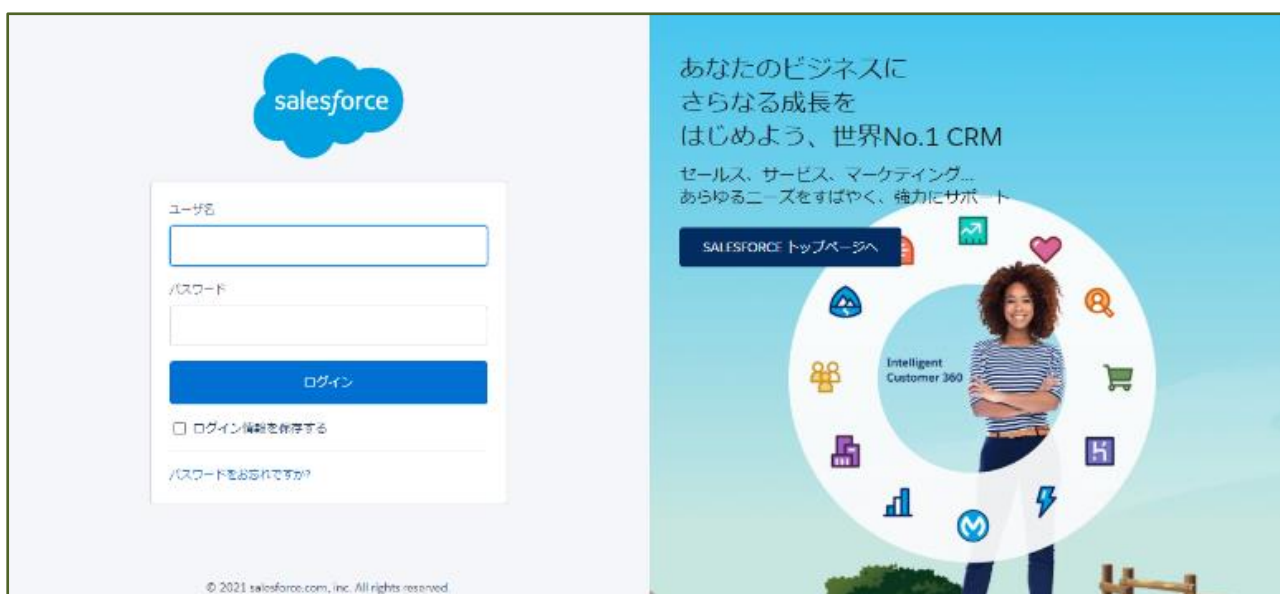 salesforce
ユーザ名
パスワード
ログイン
ログイン情報を保存する
パスワードをお忘れですか?
© 2021 salesforce.com, inc. All rights reserved.
あなたのビジネスに
さらなる成長を
はじめよう、世界No.1 CRM
セールス、サービス、マーケティング...
あらゆるニーズをすばやく、強力にサポート
SALESFORCE トップページへ
Intelligent
Customer 360